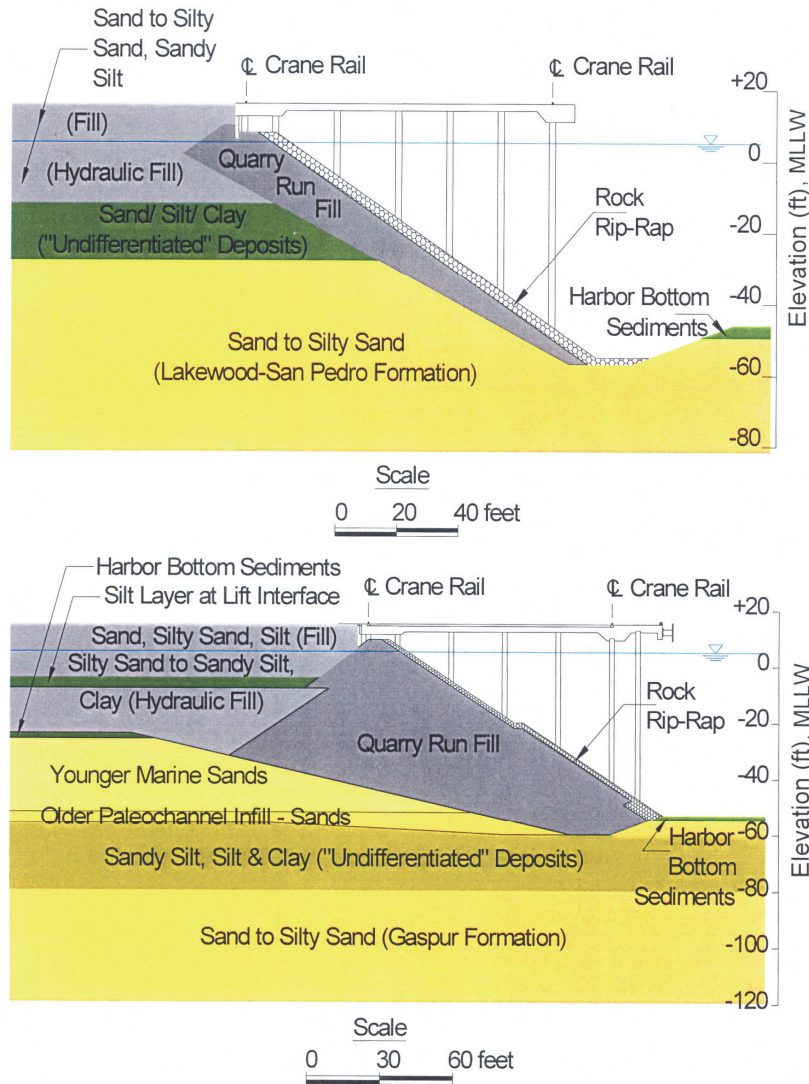 Sand to Silty
Sand, Sandy
Silt
℄ Crane Rail
℄ Crane Rail
+20
(Fill)
0
Quarry
Run
Fill
(Hydraulic Fill)
Rock
Rip-Rap
Sand/ Silt/ Clay
("Undifferentiated" Deposits)
-20
Harbor Bottom
Sediments
-40
Sand to Silty Sand
(Lakewood-San Pedro Formation)
-60
-80
Elevation (ft), MLLW
Scale
0 20 40 feet
Harbor Bottom Sediments
Silt Layer at Lift Interface
℄ Crane Rail
℄ Crane Rail
+20
Sand, Silty Sand, Silt (Fill)
Silty Sand to Sandy Silt,
0
Clay (Hydraulic Fill)
Rock
Rip-Rap
-20
Quarry Run Fill
Younger Marine Sands
-40
Older Paleochannel Infill - Sands
-60
Sandy Silt, Silt & Clay ("Undifferentiated" Deposits)
Harbor
Bottom
Sediments
-80
Sand to Silty Sand (Gaspur Formation)
-100
-120
Elevation (ft), MLLW
Scale
0 30 60 feet